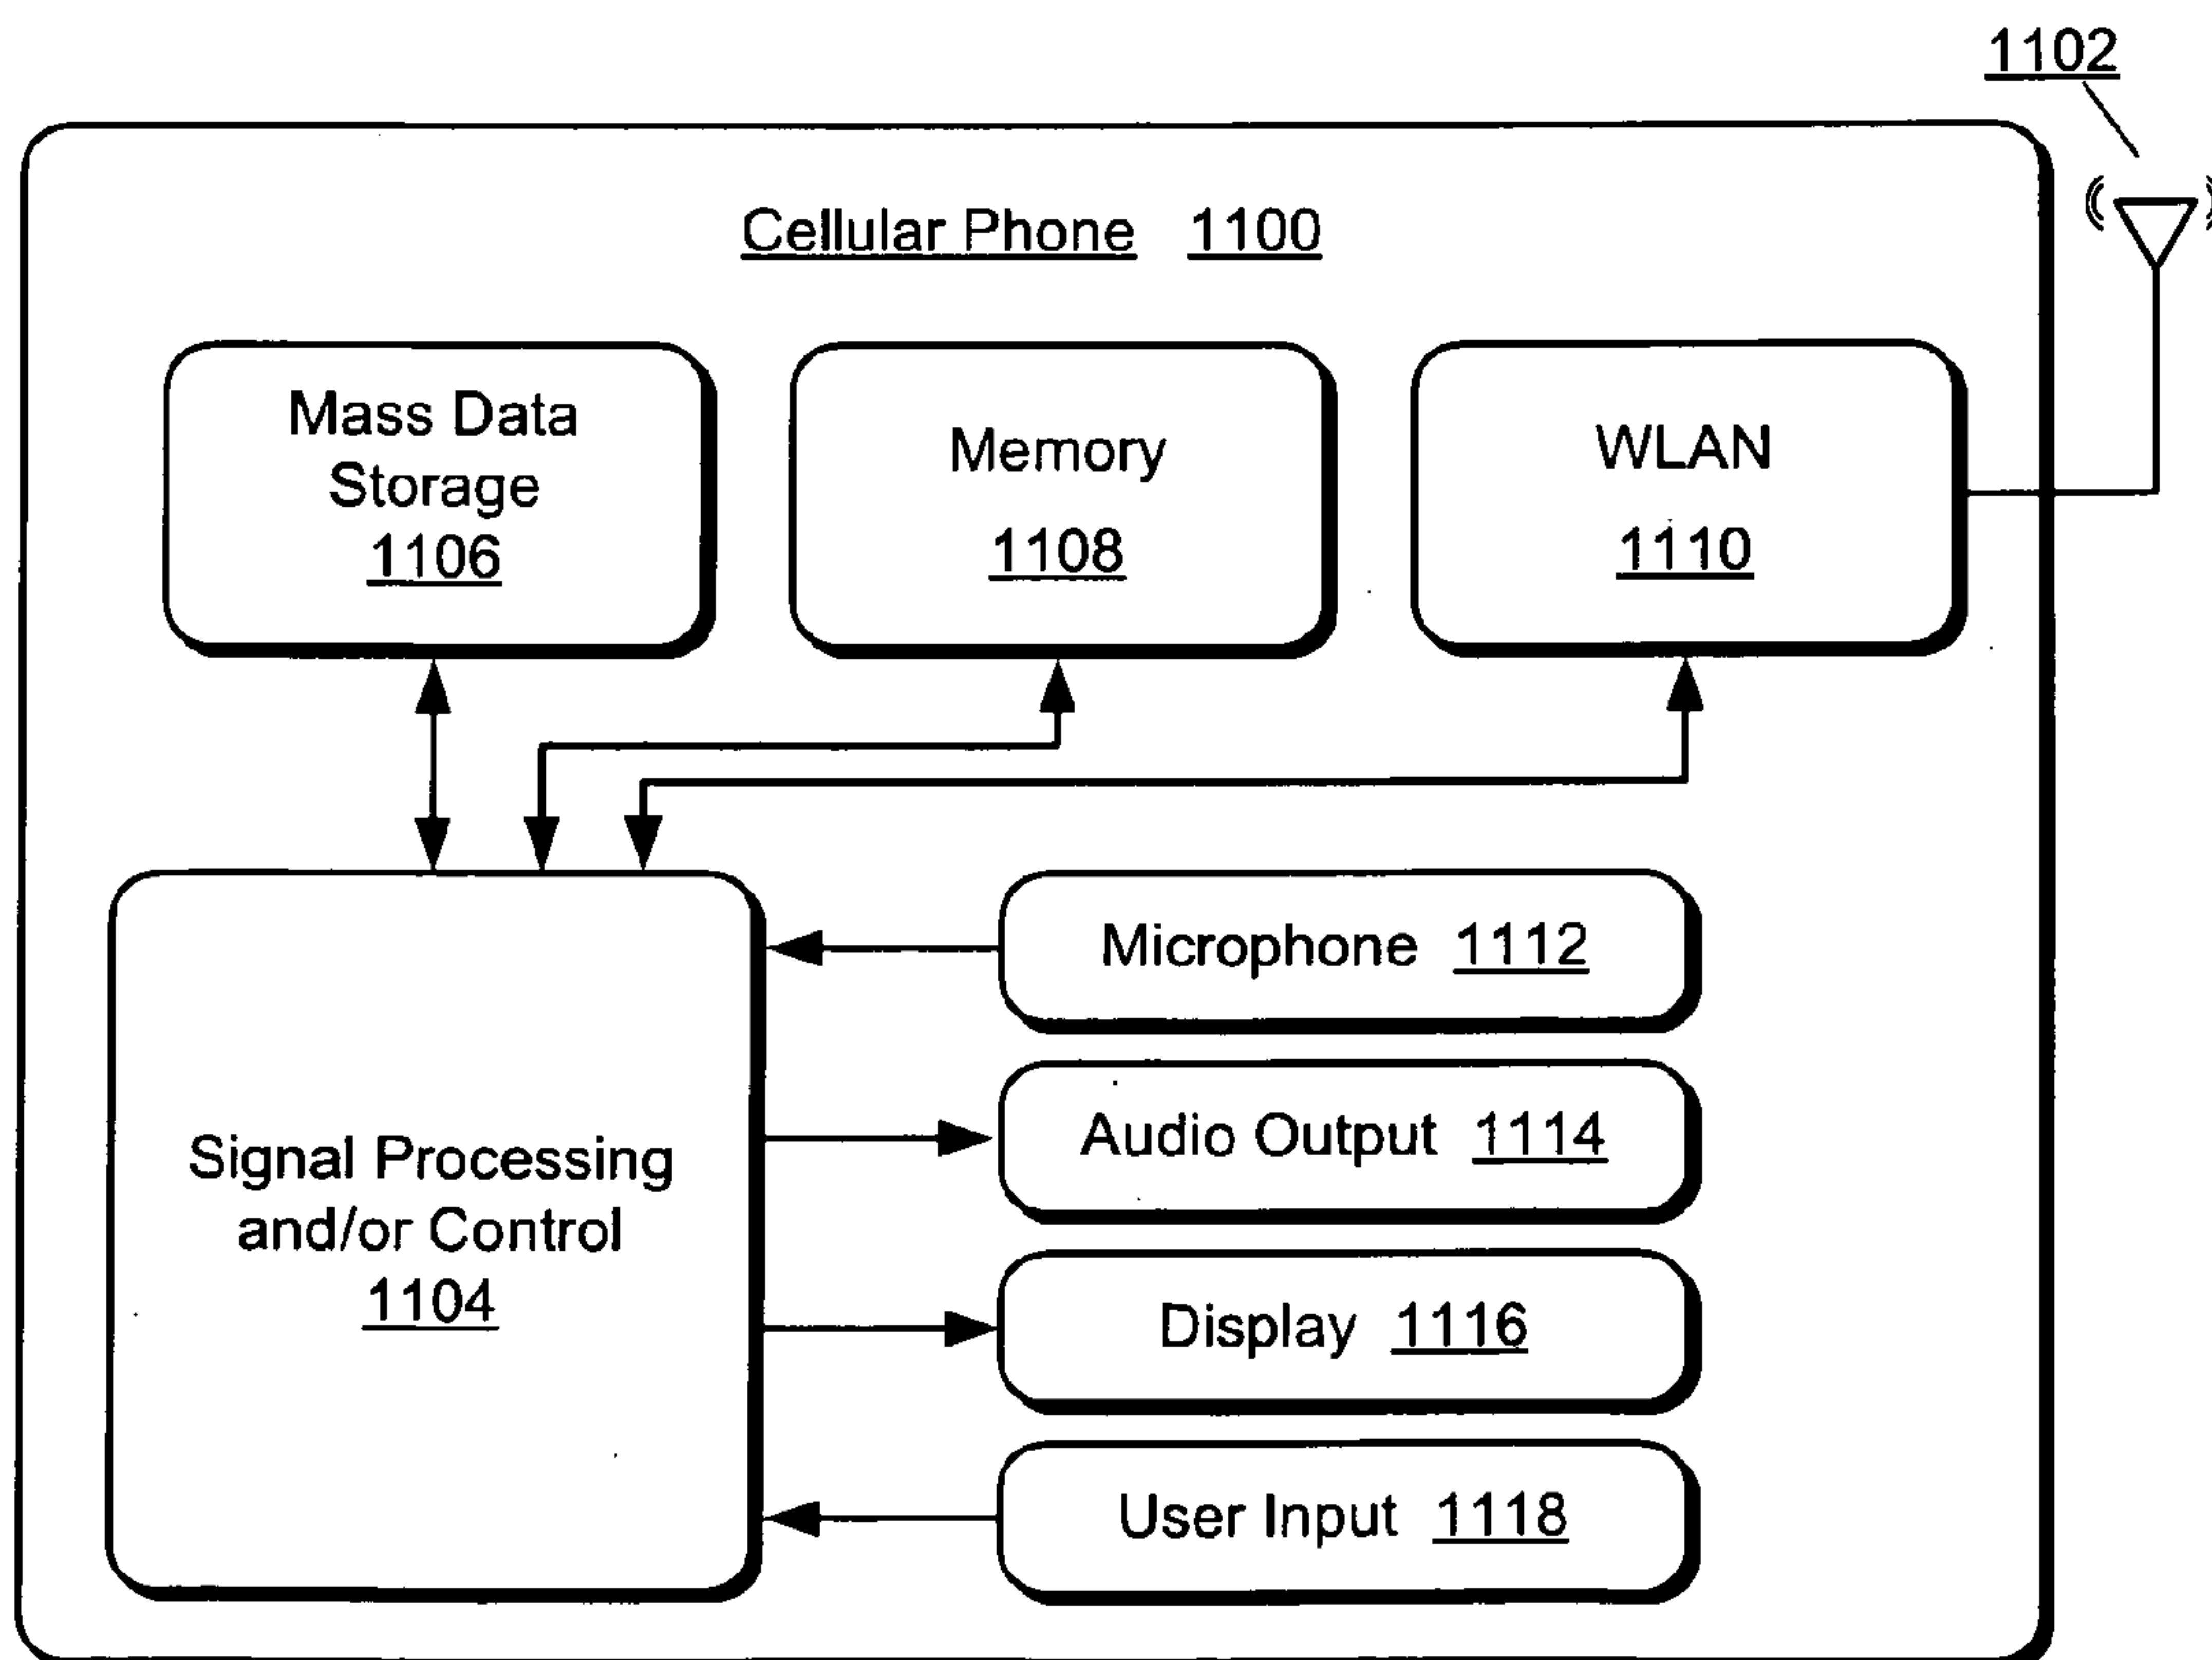 1102
Cellular Phone 1100
Mass Data
Storage
1106
Memory
1108
WLAN
1110
Signal Processing
and/or Control
1104
Microphone 1112
Audio Output 1114
Display 1116
User Input 1118